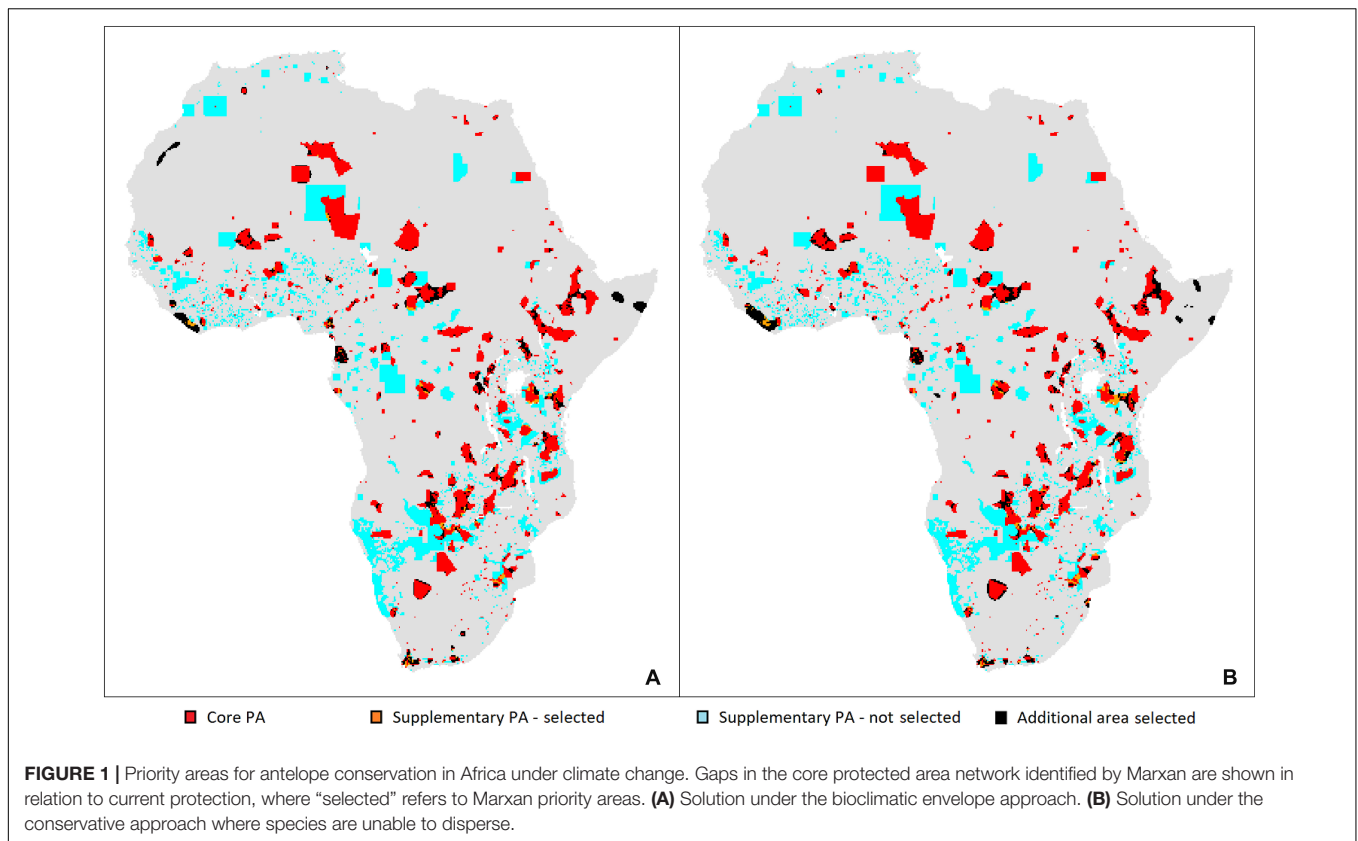 A
B
Core PA
Supplementary PA - selected
Supplementary PA - not selected
Additional area selected
FIGURE 1 | Priority areas for antelope conservation in Africa under climate change. Gaps in the core protected area network identified by Marxan are shown in
relation to current protection, where “selected” refers to Marxan priority areas. (A) Solution under the bioclimatic envelope approach. (B) Solution under the
conservative approach where species are unable to disperse.